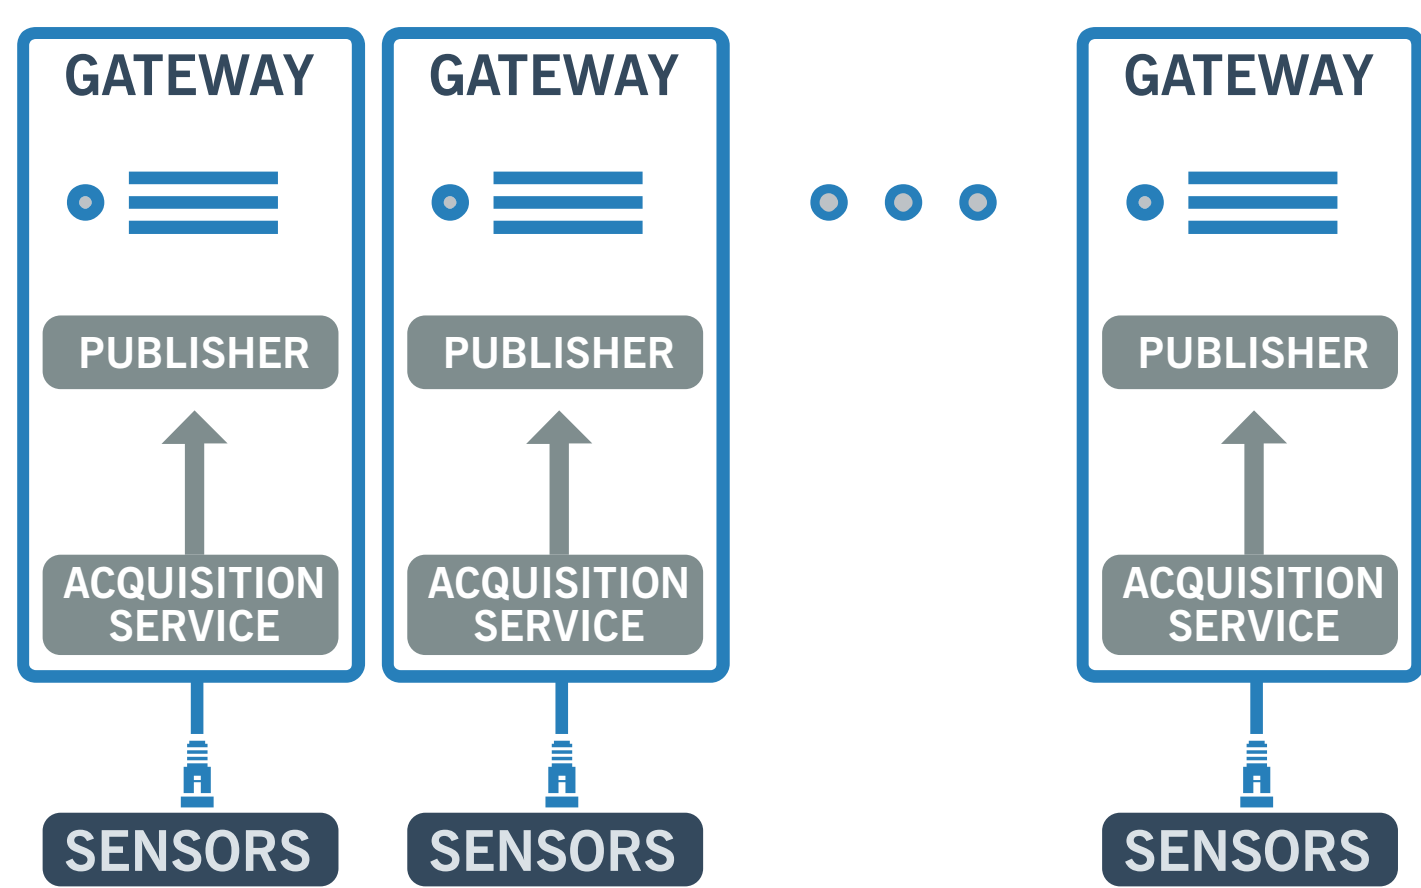 GATEWAY
PUBLISHER
ACQUISITION
SERVICE
SENSORS
GATEWAY
PUBLISHER
ACQUISITION
SERVICE
SENSORS
GATEWAY
PUBLISHER
ACQUISITION
SERVICE
SENSORS